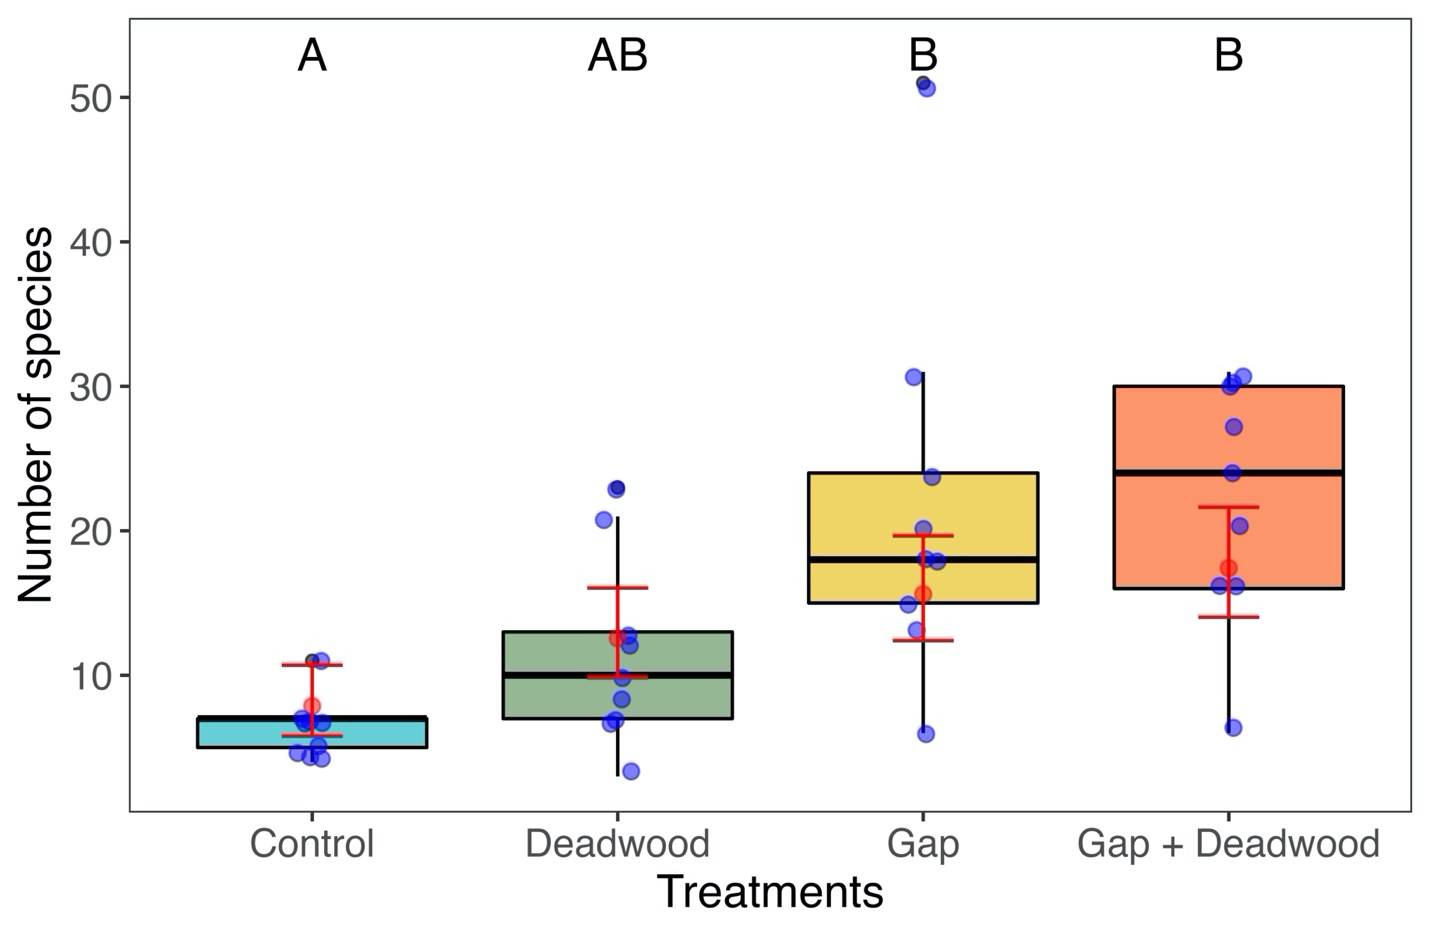 A AB B B
50
40
30
20
10
Number of species
Control Deadwood Gap Gap + Deadwood
Treatments